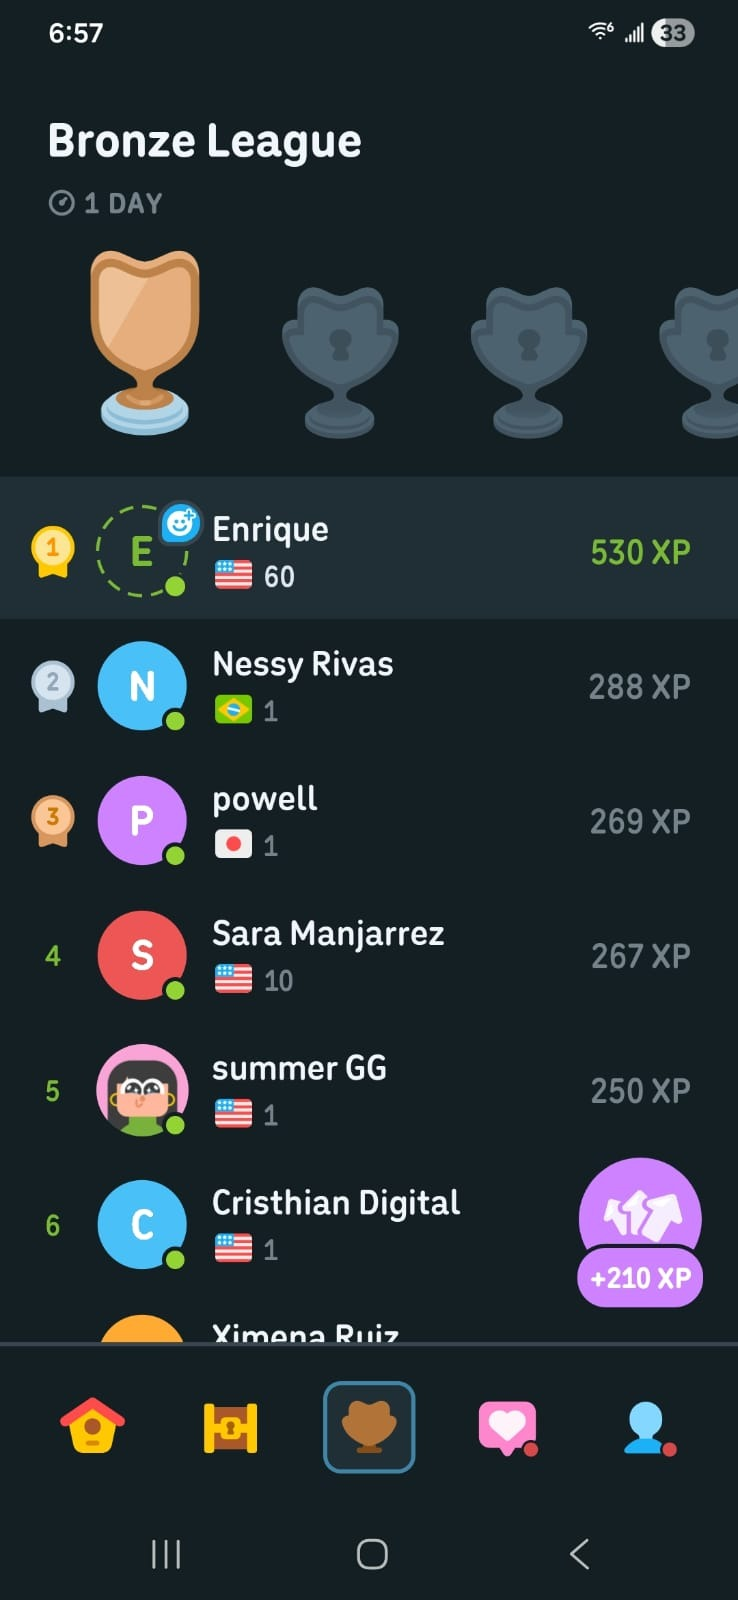 6:57
33
Bronze League
1 DAY
1
E
Enrique
60
530 XP
2
N
Nessy Rivas
1
288 XP
3
P
powell
1
269 XP
4
S
Sara Manjarrez
10
267 XP
5
summer GG
1
250 XP
6
C
Cristhian Digital
1
+210 XP
Ximena Ruiz